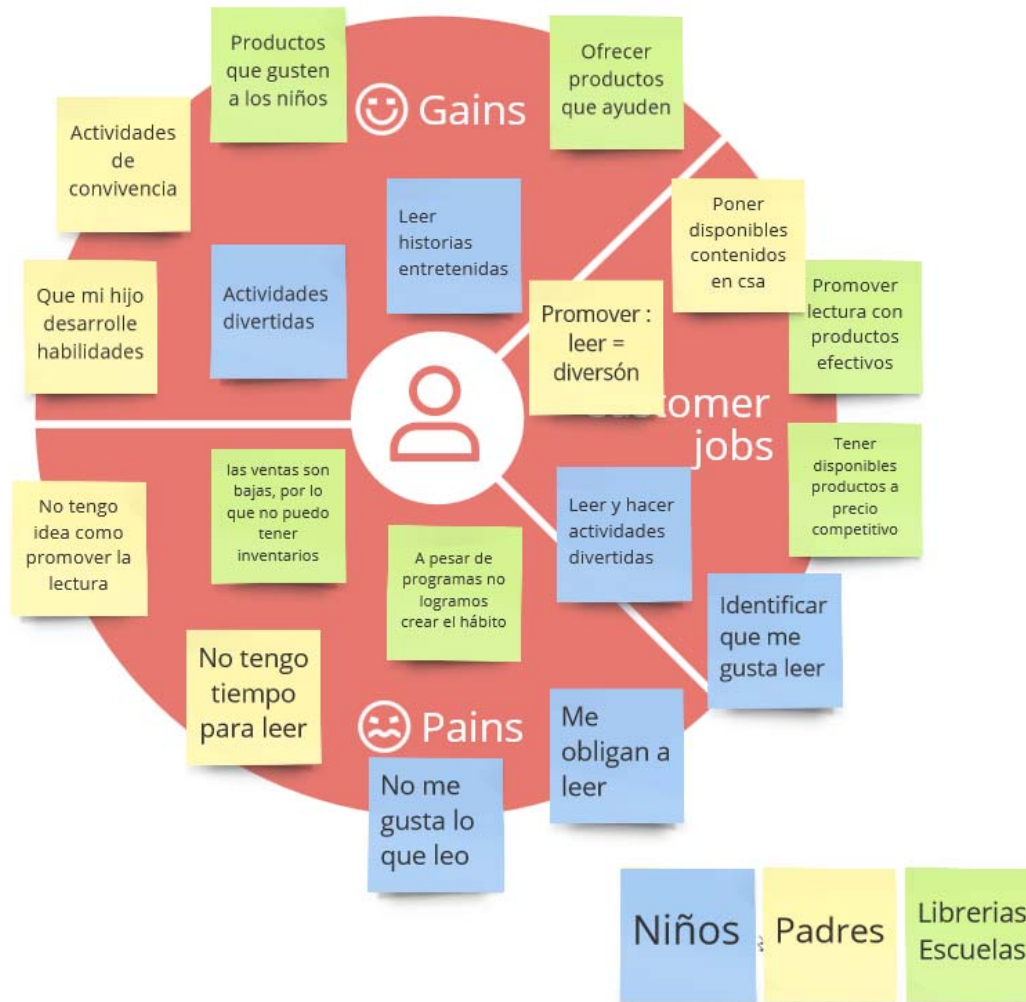 Productos
que gusten
a los niños
Ofrecer
productos
que ayuden
Gains
Actividades
de
convivencia
Leer
historias
entretenidas
Poner
disponibles
contenidos
en csa
Que mi hijo
desarrolle
habilidades
Actividades
divertidas
Promover :
leer =
diversón
Promover
lectura con
productos
efectivos
tomer
jobs
No tengo
idea como
promover la
lectura
las ventas son
bajas, por lo
que no puedo
tener
inventarios
A pesar de
programas no
logramos
crear el hábito
Leer y hacer
actividades
divertidas
Tener
disponibles
productos a
precio
competitivo
Identificar
que me
gusta leer
No tengo
tiempo
para leer
Pains
Me
obligan a
leer
No me
gusta lo
que leo
Niños
Padres
Librerias
Escuelas